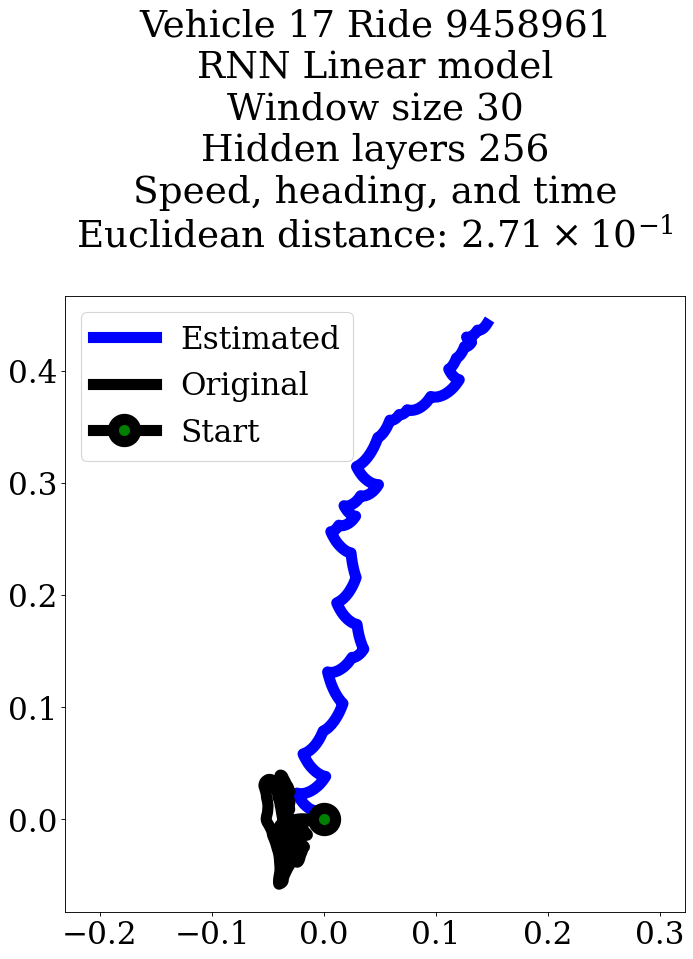 Vehicle 17 Ride 9458961
RNN Linear model
Window size 30
Hidden layers 256
Speed, heading, and time
Euclidean distance: 2.71 × 10⁻¹
Estimated
Original
Start
0.4
0.3
0.2
0.1
0.0
−0.2 −0.1 0.0 0.1 0.2 0.3